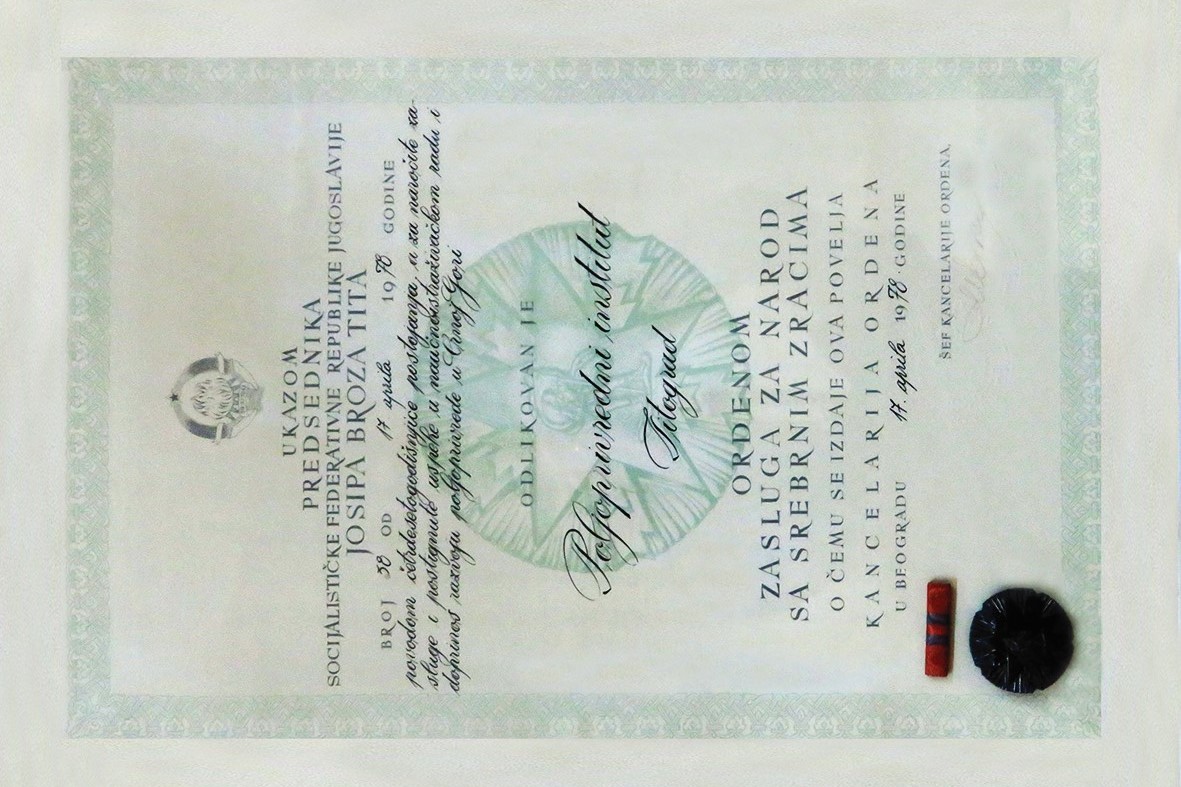 UKAZOM
PREDSEDNIKA
SOCIJALISTIČKE FEDERATIVNE REPUBLIKE JUGOSLAVIJE
JOSIPA BROZA TITA
BROJ 38 OD 17 aprila 1978 GODINE
povodom četrdesetogodišnjice postojanja, a za naročite za-
sluge i postignute uspehe u naučnoistraživačkom radu i
doprinos razvoju poljoprivrede u Crnoj Gori
ODLIKOVAN JE
Poljoprivredni institut
Titograd
ORDENOM
ZASLUGA ZA NAROD
SA SREBRNIM ZRACIMA
O ČEMU SE IZDAJE OVA POVELJA
KANCELARIJA ORDENA
U BEOGRADU 17. aprila 1978. GODINE
ŠEF KANCELARIJE ORDENA,